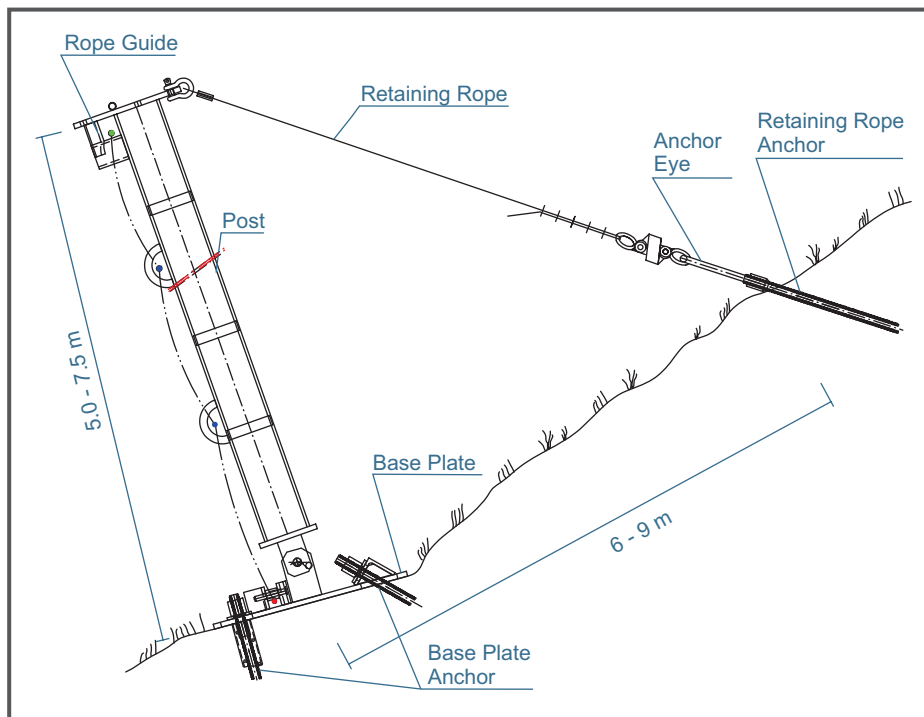 Rope Guide
Retaining Rope
Retaining Rope
Anchor
Anchor
Eye
Post
5.0 - 7.5 m
Base Plate
6 - 9 m
Base Plate
Anchor